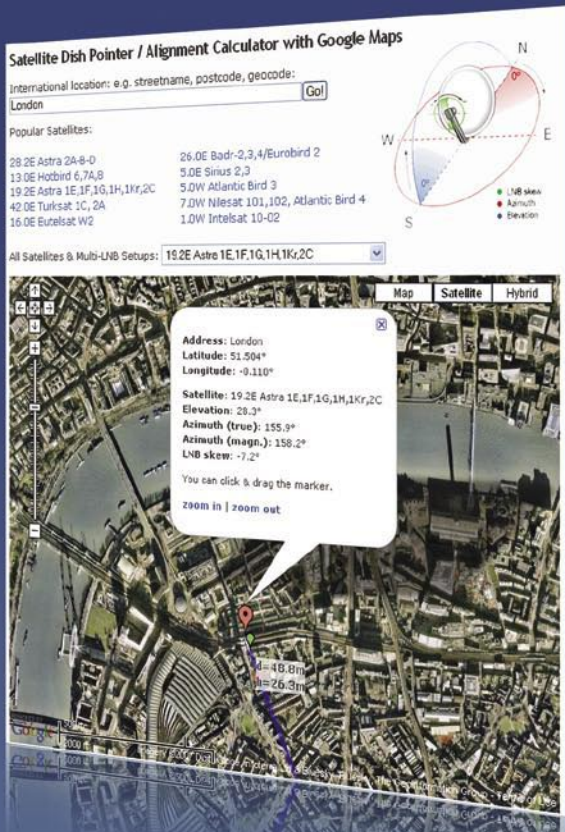 Satellite Dish Pointer / Alignment Calculator with Google Maps
International location: e.g. streetname, postcode, geocode:
London
Go!
Popular Satellites:
28.2E Astra 2A-B-D
13.0E Hotbird 6,7A,8
19.2E Astra 1E,1F,1G,1H,1Kr,2C
42.0E Turksat 1C, 2A
16.0E Eutelsat W2
26.0E Badr-2,3,4/Eurobird 2
5.0E Sirius 2,3
5.0W Atlantic Bird 3
7.0W Nilesat 101,102, Atlantic Bird 4
1.0W Intelsat 10-02
N
0°
W
E
0°
S
LNB skew
Azimuth
Elevation
All Satellites & Multi-LNB Setups: 19.2E Astra 1E,1F,1G,1H,1Kr,2C
Map Satellite Hybrid
Address: London
Latitude: 51.504°
Longitude: -0.110°
Satellite: 19.2E Astra 1E,1F,1G,1H,1Kr,2C
Elevation: 28.3°
Azimuth (true): 155.9°
Azimuth (magn.): 158.2°
LNB skew: -7.2°
You can click & drag the marker.
zoom in | zoom out
d=48.8m
h=26.3m
Google
The GeoInformation Group - Terms of Use